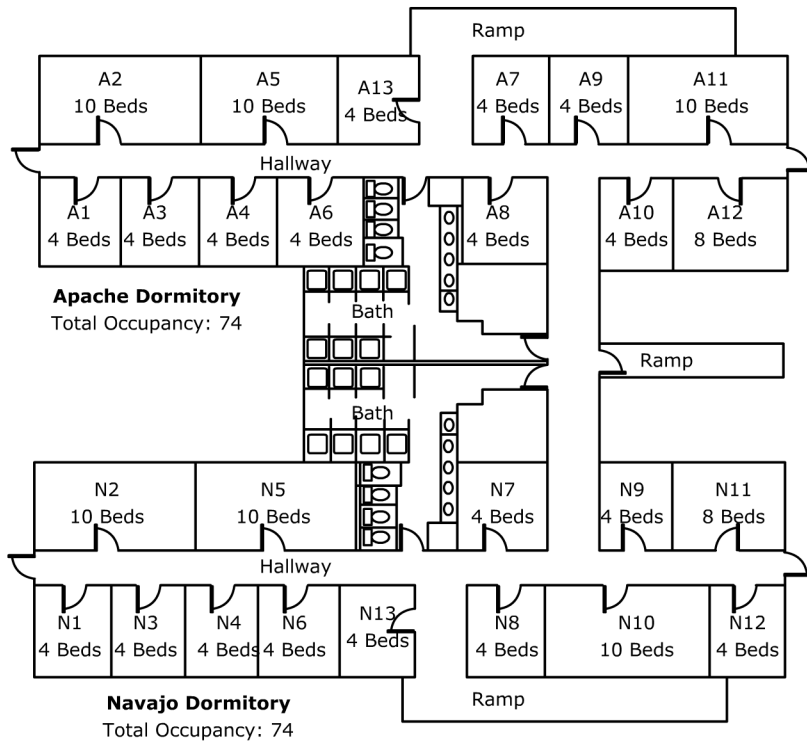 Ramp
A2
10 Beds
A5
10 Beds
A13
4 Beds
A7
4 Beds
A9
4 Beds
A11
10 Beds
Hallway
A1
4 Beds
A3
4 Beds
A4
4 Beds
A6
4 Beds
A8
4 Beds
A10
4 Beds
A12
8 Beds
Apache Dormitory
Total Occupancy: 74
Bath
Ramp
Bath
N2
10 Beds
N5
10 Beds
N7
4 Beds
N9
4 Beds
N11
8 Beds
Hallway
N1
4 Beds
N3
4 Beds
N4
4 Beds
N6
4 Beds
N13
4 Beds
N8
4 Beds
N10
10 Beds
N12
4 Beds
Navajo Dormitory
Total Occupancy: 74
Ramp